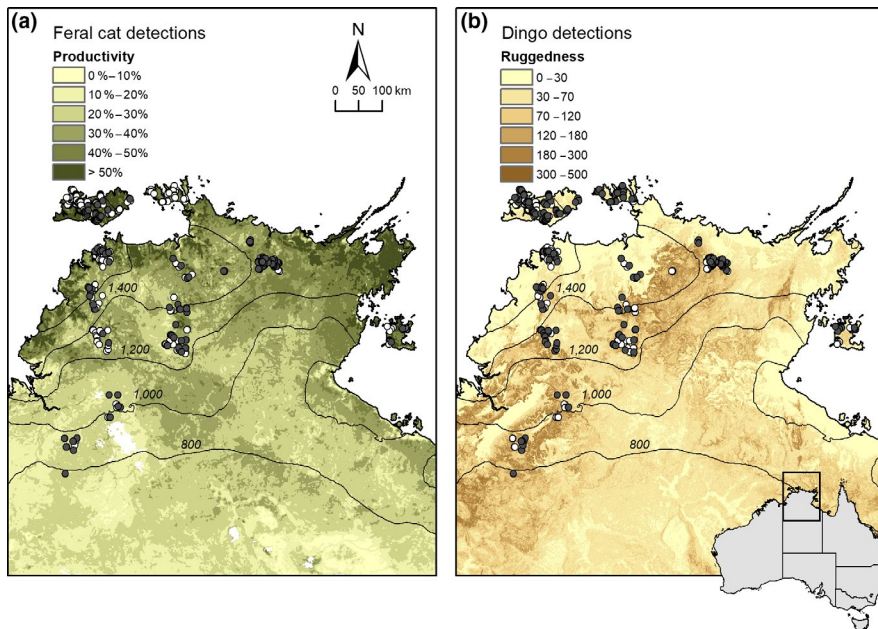 (a)
Feral cat detections
Productivity
0 %–10%
10 %–20%
20 %–30%
30 %–40%
40%–50%
> 50%
N
0 50 100 km
1,400
1,200
1,000
800
(b)
Dingo detections
Ruggedness
0 –30
30 –70
70 –120
120 –180
180 –300
300 –500
1,400
1,200
1,000
800